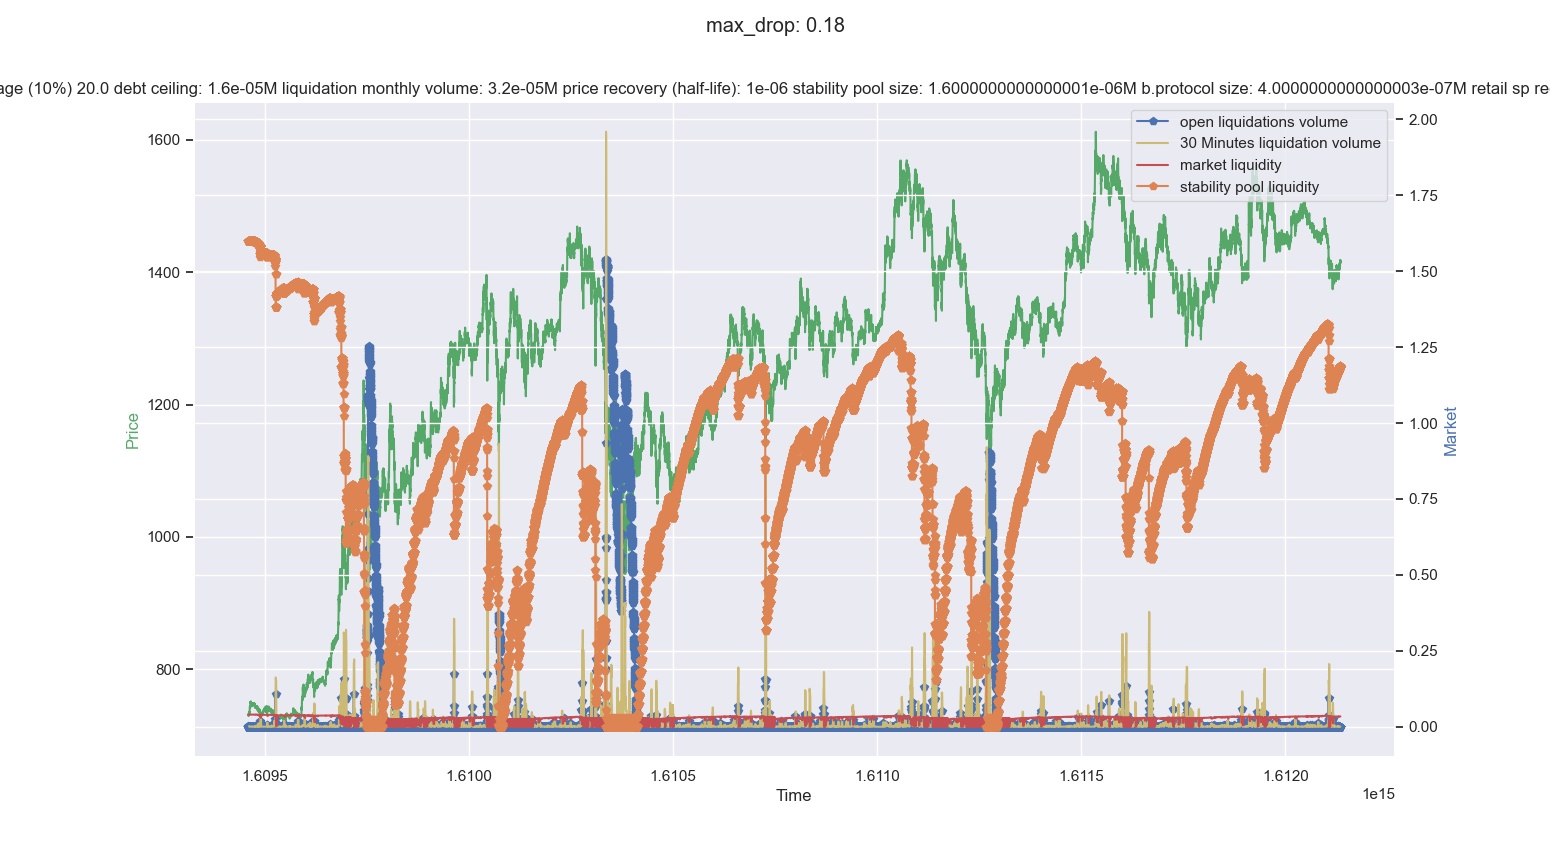 max_drop: 0.18
(10%) 20.0 debt ceiling: 1.6e-05M liquidation monthly volume: 3.2e-05M price recovery (half-life): 1e-06 stability pool size: 1.6000000000000001e-06M b.protocol size: 4.0000000000000003e-07M retail sp
1600
1400
1200
1000
800
Price
open liquidations volume
30 Minutes liquidation volume
market liquidity
stability pool liquidity
2.00
1.75
1.50
1.25
1.00
0.75
0.50
0.25
0.00
Market
1.6095 1.6100 1.6105 1.6110 1.6115 1.6120
1e15
Time